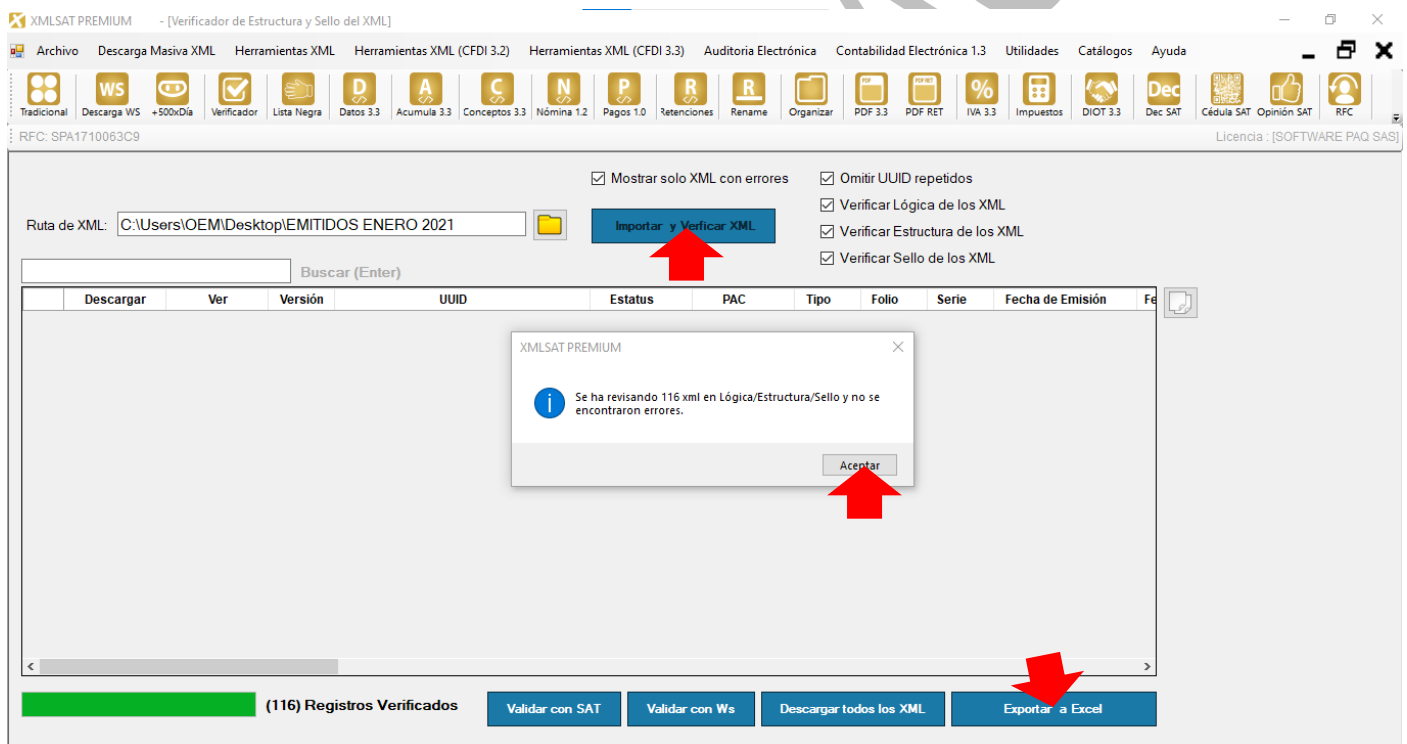 XMLSAT PREMIUM - [Verificador de Estructura y Sello del XML]
Archivo Descarga Masiva XML Herramientas XML Herramientas XML (CFDI 3.2) Herramientas XML (CFDI 3.3) Auditoria Electrónica Contabilidad Electrónica 1.3 Utilidades Catálogos Ayuda
WS D A C N P R R PDF PDF RET % Dec
Tradicional Descarga WS +500xDía Verificador Lista Negra Datos 3.3 Acumula 3.3 Conceptos 3.3 Nómina 1.2 Pagos 1.0 Retenciones Rename Organizar PDF 3.3 PDF RET IVA 3.3 Impuestos DIOT 3.3 Dec SAT Cédula SAT Opinión SAT RFC
RFC: SPA1710063C9 Licencia : [SOFTWARE PAQ SAS]
Mostrar solo XML con errores Omitir UUID repetidos
Verificar Lógica de los XML
Ruta de XML: C:\Users\OEM\Desktop\EMITIDOS ENERO 2021 Importar y Verficar XML Verificar Estructura de los XML
Verificar Sello de los XML
Buscar (Enter)
Descargar Ver Versión UUID Estatus PAC Tipo Folio Serie Fecha de Emisión Fe
XMLSAT PREMIUM
Se ha revisando 116 xml en Lógica/Estructura/Sello y no se
encontraron errores.
Aceptar
(116) Registros Verificados Validar con SAT Validar con Ws Descargar todos los XML Exportar a Excel